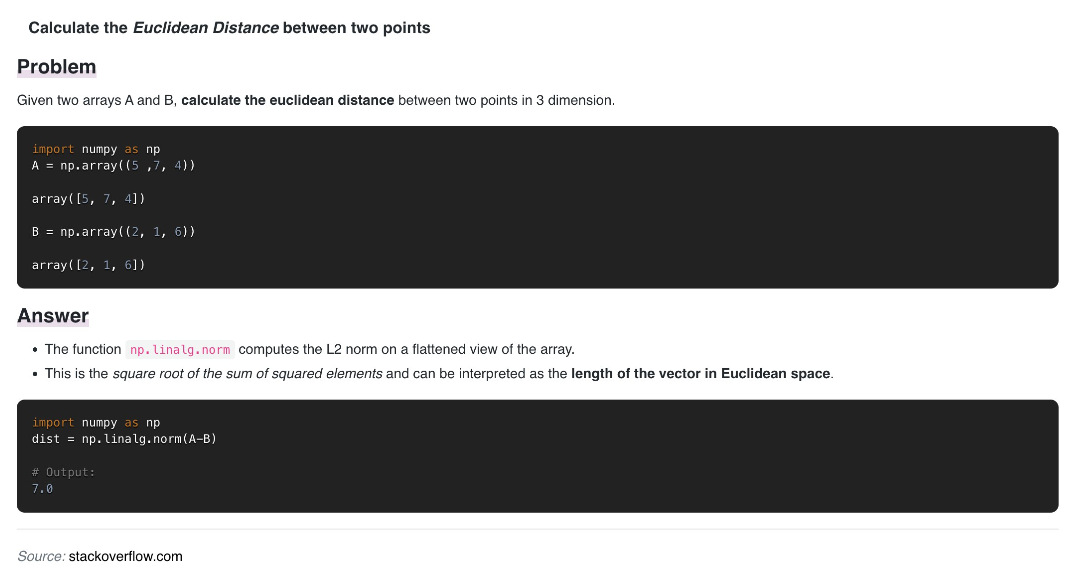 Calculate the Euclidean Distance between two points
Problem
Given two arrays A and B, calculate the euclidean distance between two points in 3 dimension.
import numpy as np
A = np.array((5 ,7, 4))
array([5, 7, 4])
B = np.array((2, 1, 6))
array([2, 1, 6])
Answer
• The function np.linalg.norm computes the L2 norm on a flattened view of the array.
• This is the square root of the sum of squared elements and can be interpreted as the length of the vector in Euclidean space.
import numpy as np
dist = np.linalg.norm(A-B)
# Output:
7.0
Source: stackoverflow.com